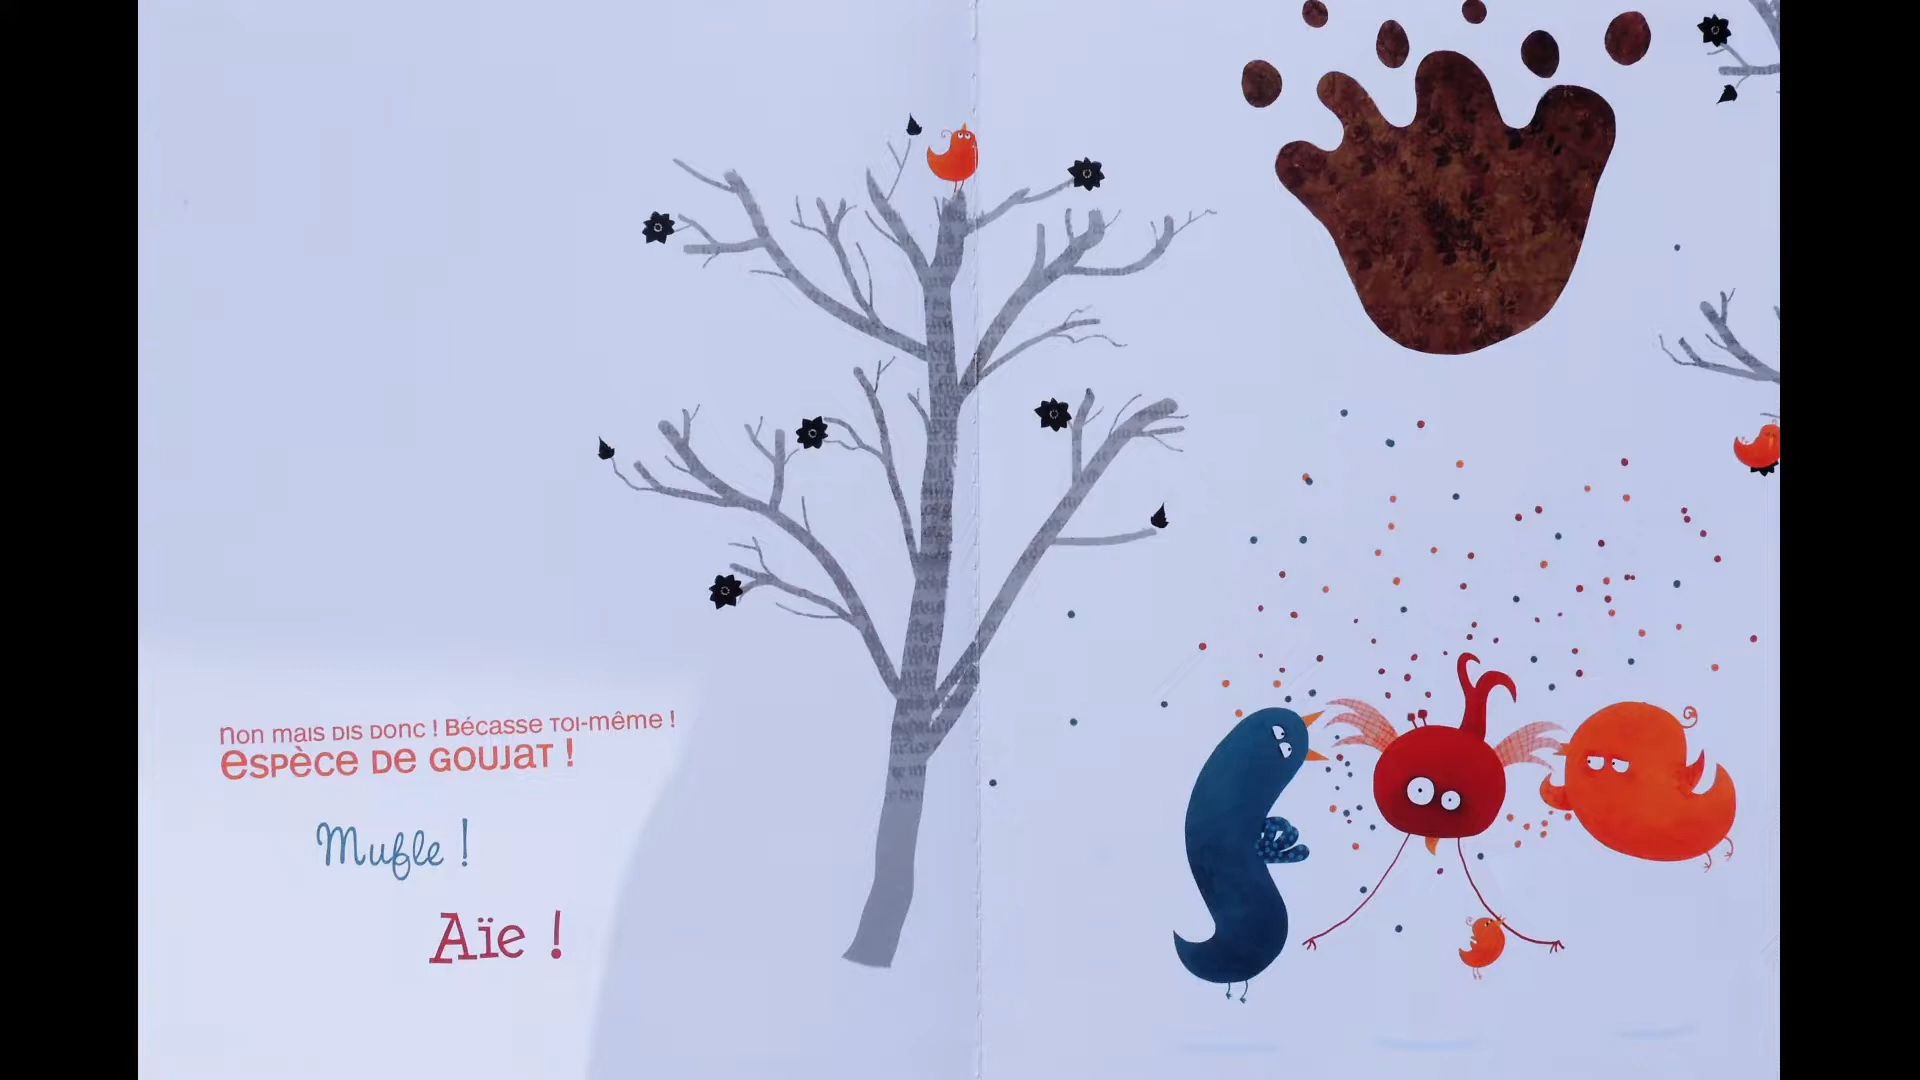 Non mais dis donc ! Bécasse toi-même !
Espèce de goujat !
Mufle !
Aïe !